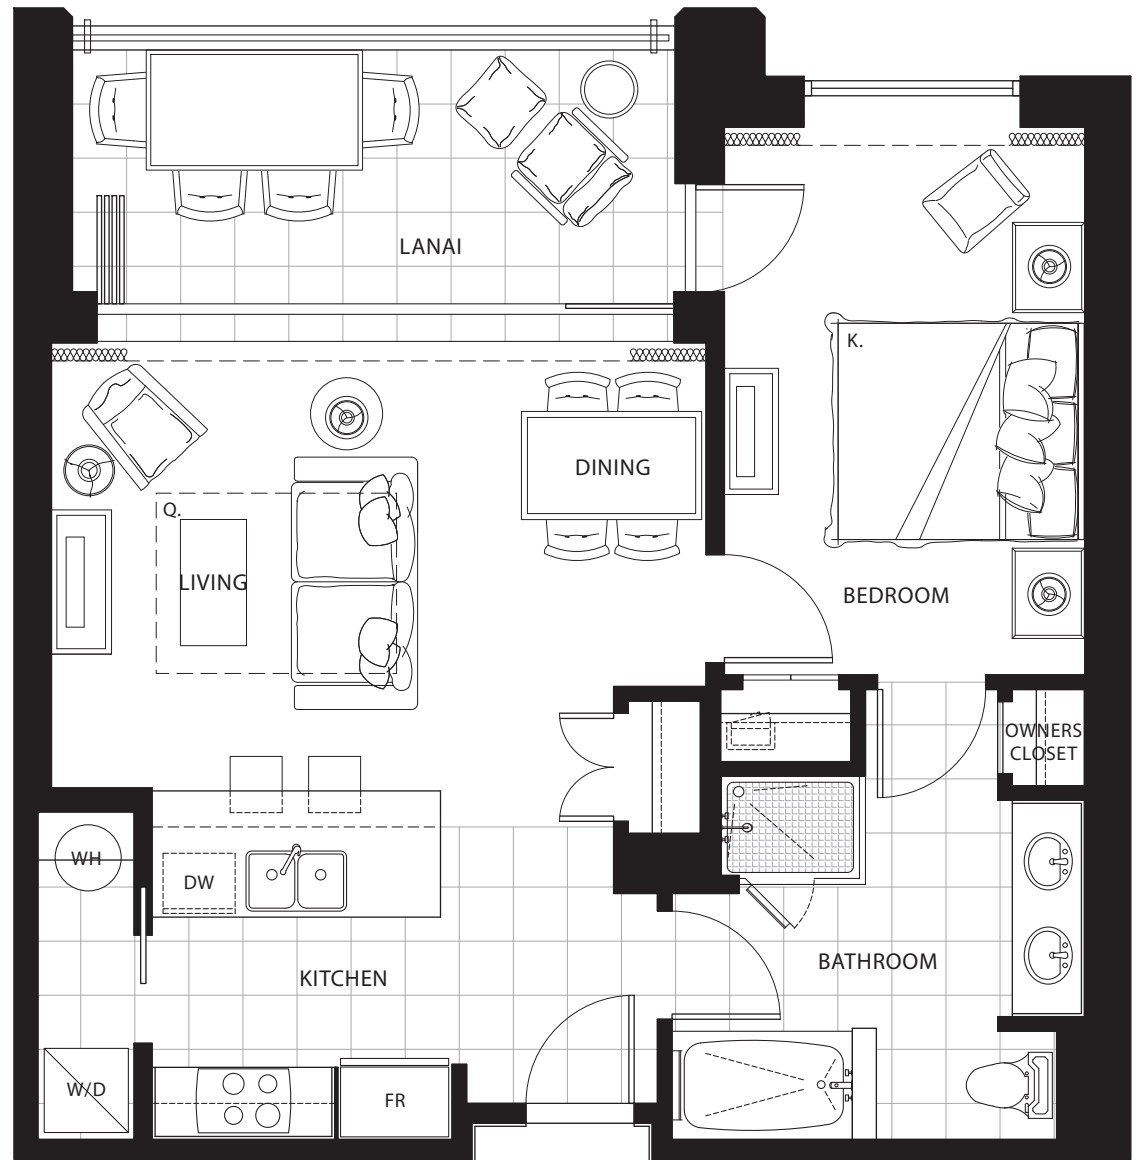 LANAI
K.
DINING
Q.
LIVING
BEDROOM
OWNERS
CLOSET
WH
DW
BATHROOM
KITCHEN
W/D
FR